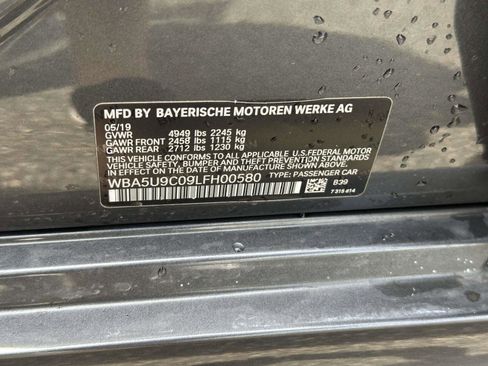 MFD BY BAYERISCHE MOTOREN WERKE AG
05/19
GVWR 4949 lbs 2245 kg
GAWR FRONT 2458 lbs 1115 kg
GAWR REAR 2712 lbs 1230 kg
THIS VEHICLE CONFORMS TO ALL APPLICABLE U.S. FEDERAL MOTOR
VEHICLE SAFETY, BUMPER AND THEFT PREVENTION STANDARDS
IN EFFECT ON THE DATE OF MANUFACTURE SHOWN ABOVE.
WBA5U9C09LFH00580 TYPE: PASSENGER CAR
B39
7 315 614